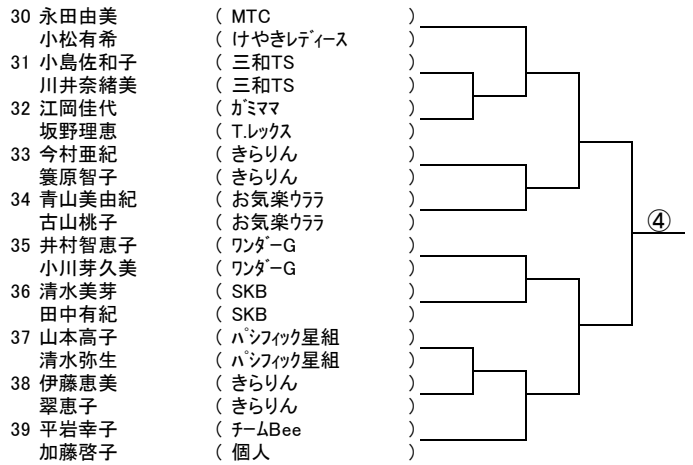 30 永田由美 ( MTC )
小松有希 ( けやきレディース )
31 小島佐和子 ( 三和TS )
川井奈緒美 ( 三和TS )
32 江岡佳代 ( ガミママ )
坂野理恵 ( T.レックス )
33 今村亜紀 ( きらりん )
簑原智子 ( きらりん )
34 青山美由紀 ( お気楽ウララ )
古山桃子 ( お気楽ウララ )
④
35 井村智恵子 ( ワンダーG )
小川芽久美 ( ワンダーG )
36 清水美芽 ( SKB )
田中有紀 ( SKB )
37 山本高子 ( パシフィック星組 )
清水弥生 ( パシフィック星組 )
38 伊藤恵美 ( きらりん )
翠恵子 ( きらりん )
39 平岩幸子 ( チームBee )
加藤啓子 ( 個人 )